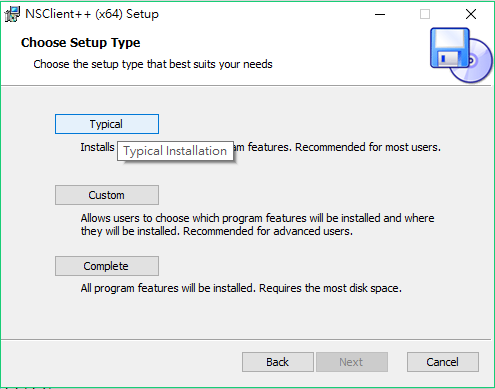 NSClient++ (x64) Setup
Choose Setup Type
Choose the setup type that best suits your needs
Typical
Installs m program features. Recommended for most users.
Typical Installation
Custom
Allows users to choose which program features will be installed and where
they will be installed. Recommended for advanced users.
Complete
All program features will be installed. Requires the most disk space.
Back
Next
Cancel